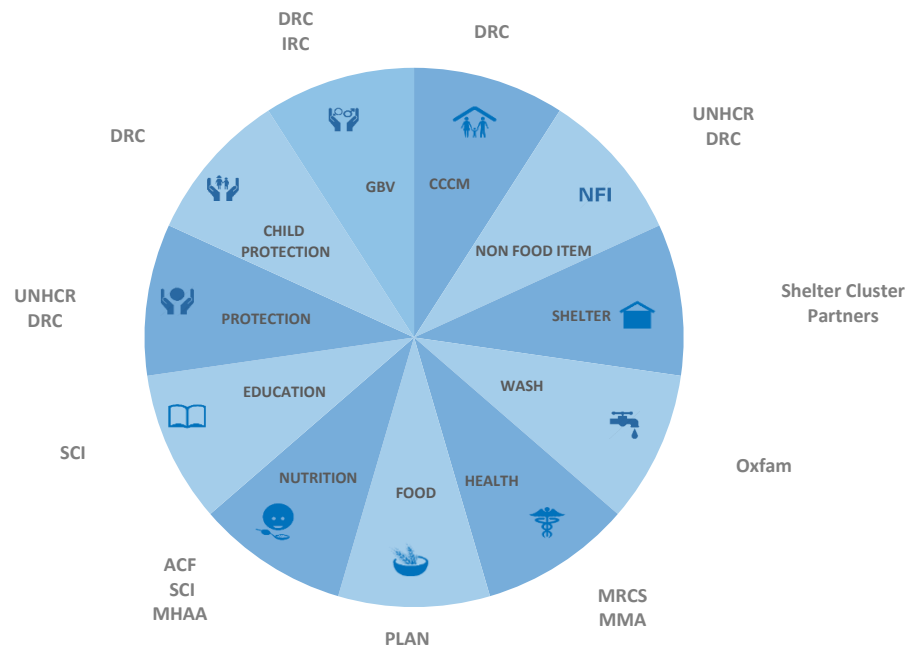 DRC
IRC
DRC
UNHCR
DRC
DRC
GBV
CCCM
NFI
CHILD
PROTECTION
NON FOOD ITEM
UNHCR
DRC
PROTECTION
SHELTER
Shelter Cluster
Partners
EDUCATION
WASH
SCI
NUTRITION
FOOD
HEALTH
Oxfam
ACF
SCI
MHAA
PLAN
MRCS
MMA